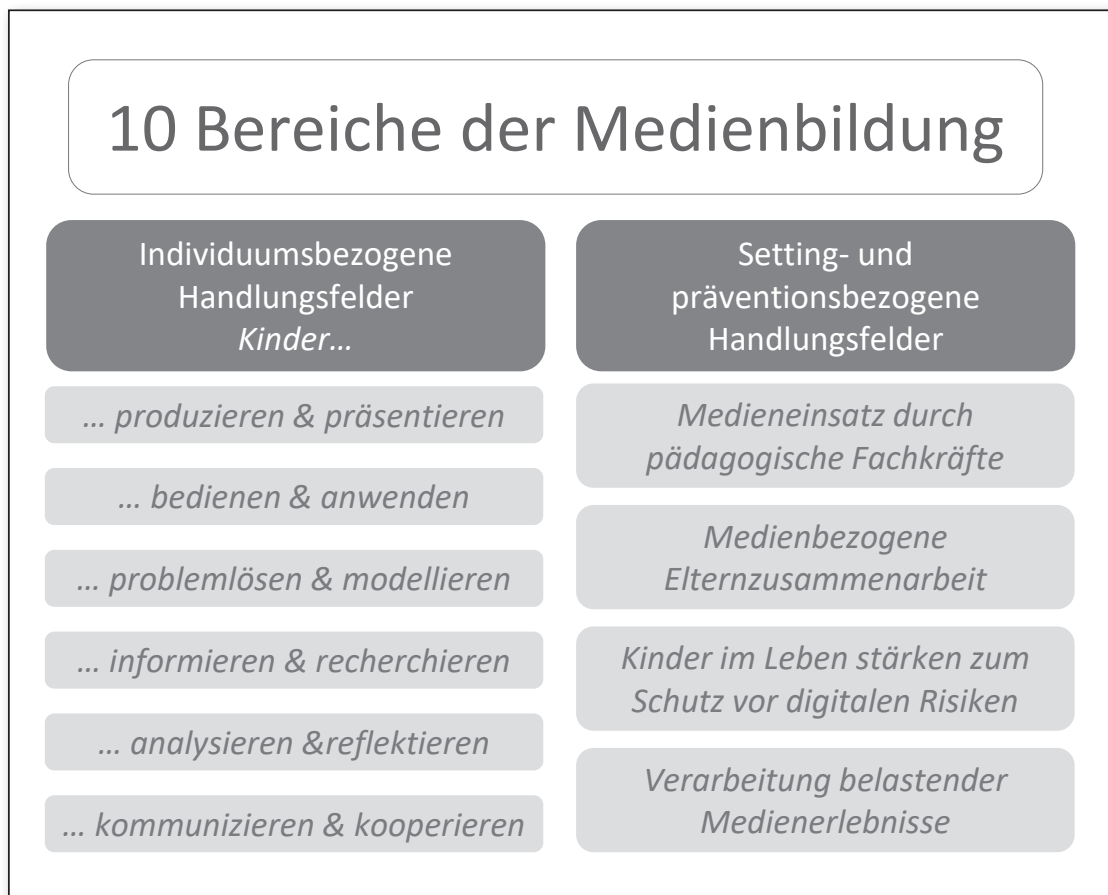 10 Bereiche der Medienbildung
Individuumsbezogene
Handlungsfelder
Kinder…
… produzieren & präsentieren
… bedienen & anwenden
… problemlösen & modellieren
… informieren & recherchieren
… analysieren &reflektieren
… kommunizieren & kooperieren
Setting- und
präventionsbezogene
Handlungsfelder
Medieneinsatz durch
pädagogische Fachkräfte
Medienbezogene
Elternzusammenarbeit
Kinder im Leben stärken zum
Schutz vor digitalen Risiken
Verarbeitung belastender
Medienerlebnisse